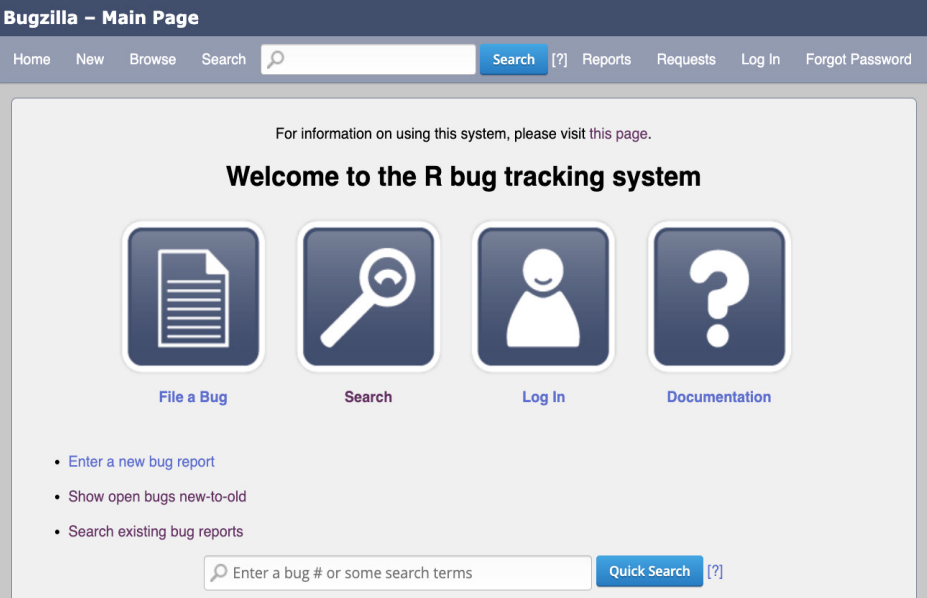 Bugzilla – Main Page
Home New Browse Search Search [?] Reports Requests Log In Forgot Password
For information on using this system, please visit this page.
Welcome to the R bug tracking system
File a Bug Search Log In Documentation
• Enter a new bug report
• Show open bugs new-to-old
• Search existing bug reports
Enter a bug # or some search terms Quick Search [?]